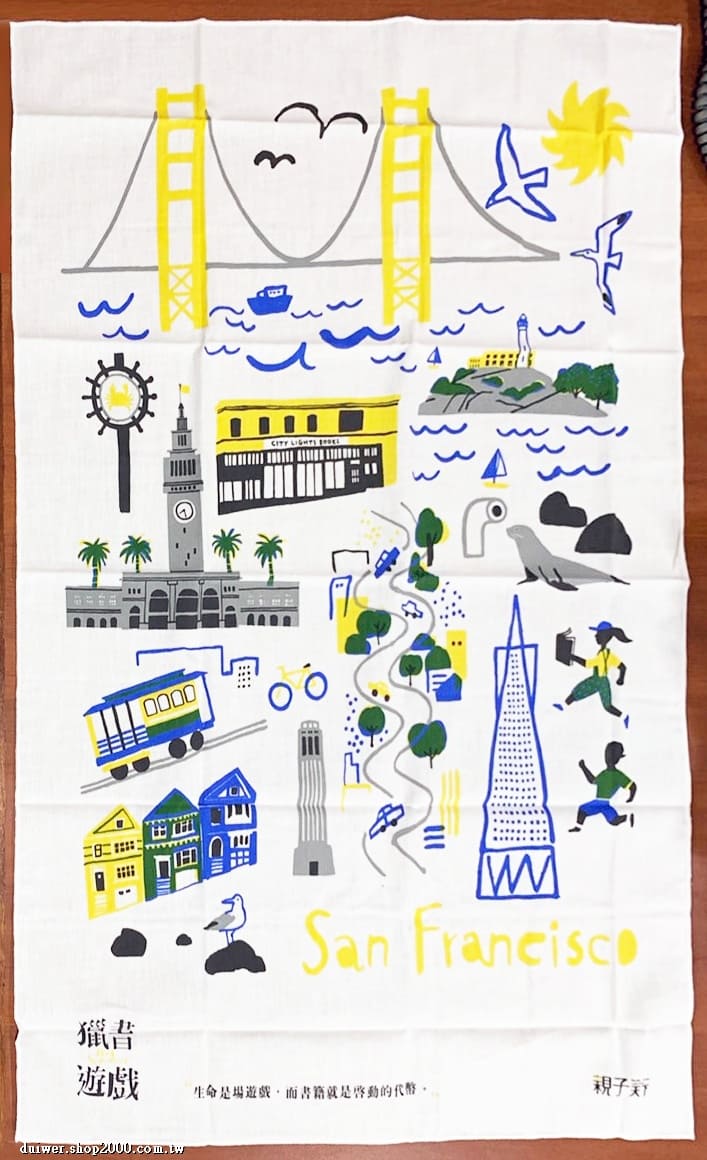 CITY LIGHTS BOOKS
San Francisco
獵書
遊戲
生命是場遊戲，而書籍就是啓動的代幣。
親子天下
duiwer.shop2000.com.tw